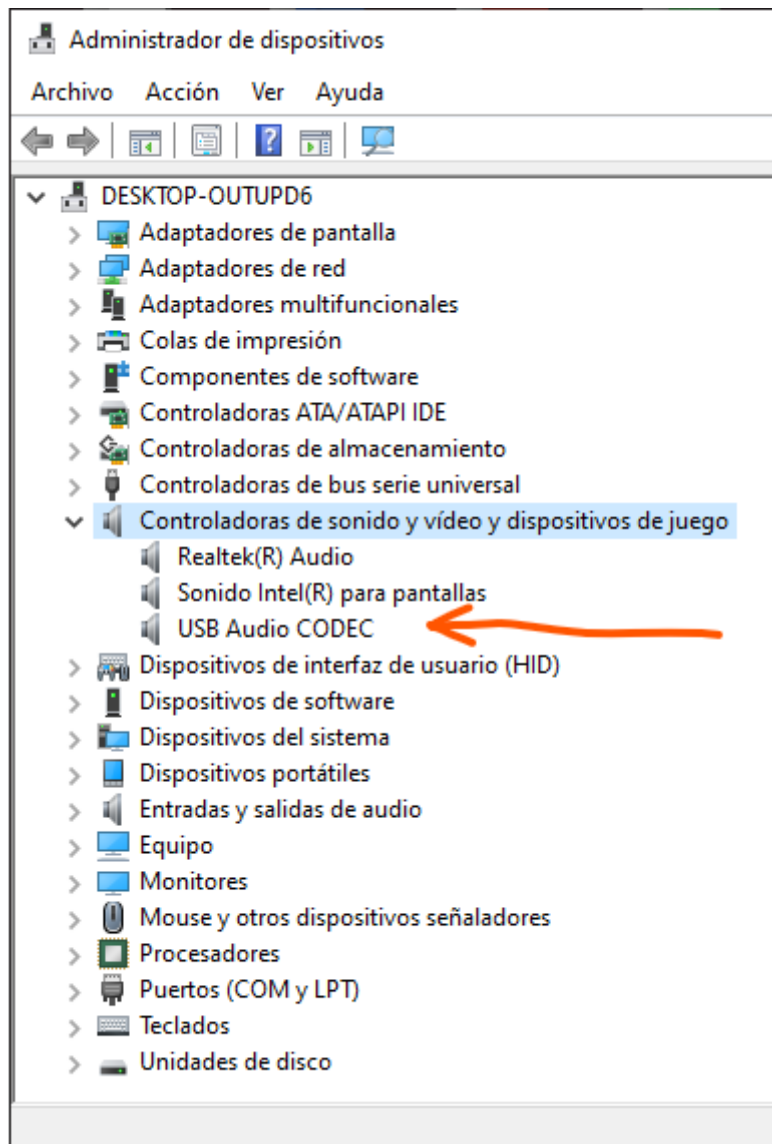 Administrador de dispositivos
Archivo Acción Ver Ayuda
DESKTOP-OUTUPD6
Adaptadores de pantalla
Adaptadores de red
Adaptadores multifuncionales
Colas de impresión
Componentes de software
Controladoras ATA/ATAPI IDE
Controladoras de almacenamiento
Controladoras de bus serie universal
Controladoras de sonido y vídeo y dispositivos de juego
Realtek(R) Audio
Sonido Intel(R) para pantallas
USB Audio CODEC
Dispositivos de interfaz de usuario (HID)
Dispositivos de software
Dispositivos del sistema
Dispositivos portátiles
Entradas y salidas de audio
Equipo
Monitores
Mouse y otros dispositivos señaladores
Procesadores
Puertos (COM y LPT)
Teclados
Unidades de disco